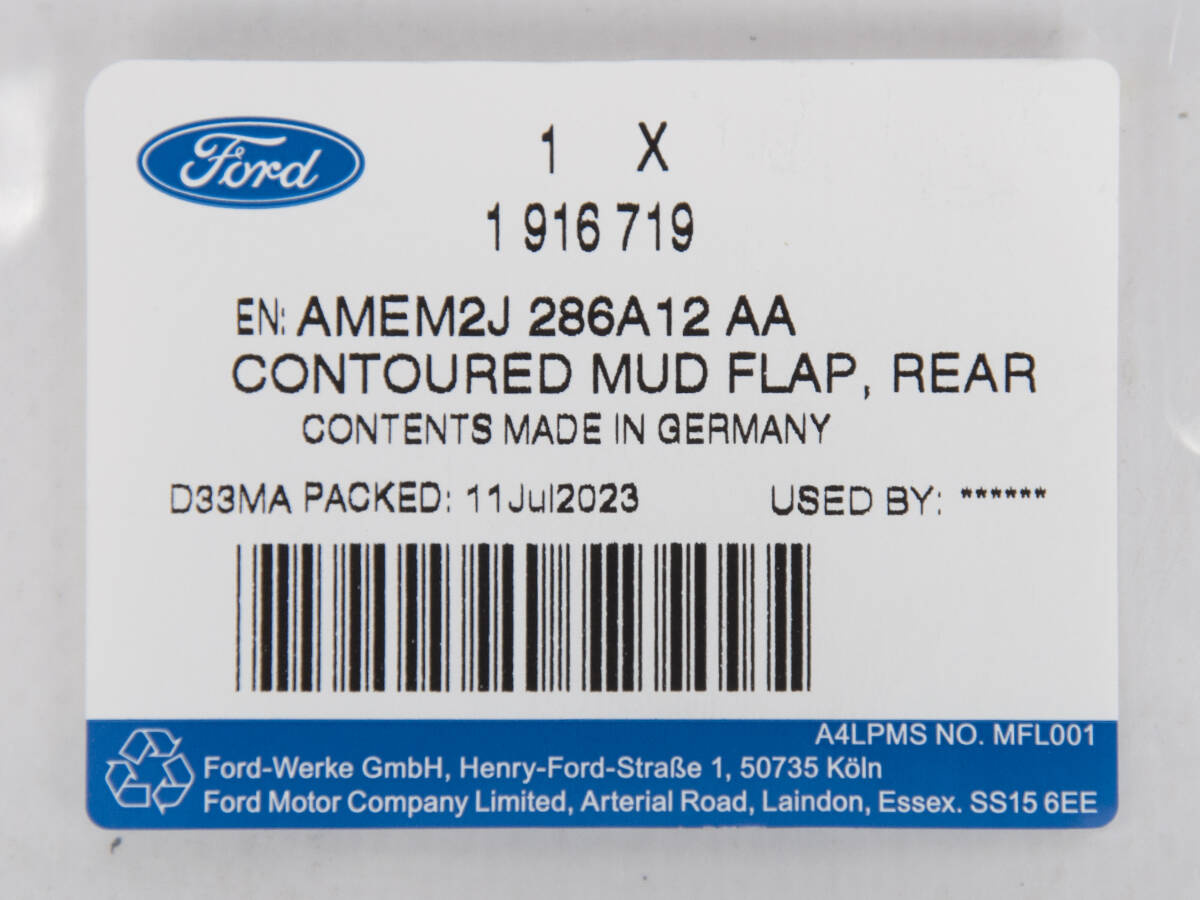 Ford
1 X
1 916 719
EN: AMEM2J 286A12 AA
CONTOURED MUD FLAP, REAR
CONTENTS MADE IN GERMANY
D33MA PACKED: 11Jul2023 USED BY: ******
A4LPMS NO. MFL001
Ford-Werke GmbH, Henry-Ford-Straße 1, 50735 Köln
Ford Motor Company Limited, Arterial Road, Laindon, Essex. SS15 6EE